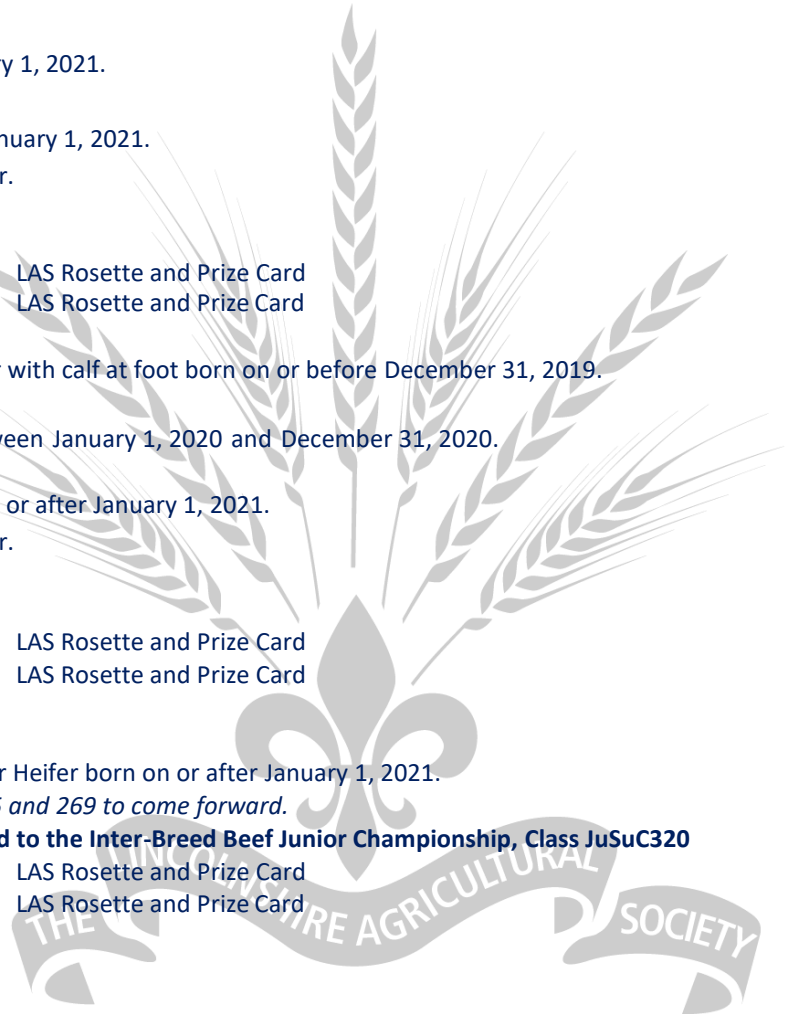 y 1, 2021.
nuary 1, 2021.
r.
LAS Rosette and Prize Card
LAS Rosette and Prize Card
with calf at foot born on or before December 31, 2019.
ween January 1, 2020 and December 31, 2020.
or after January 1, 2021.
r.
LAS Rosette and Prize Card
LAS Rosette and Prize Card
r Heifer born on or after January 1, 2021.
and 269 to come forward.
d to the Inter-Breed Beef Junior Championship, Class JuSuC320
LAS Rosette and Prize Card
LAS Rosette and Prize Card
THE LINCOLNSHIRE AGRICULTURAL SOCIETY